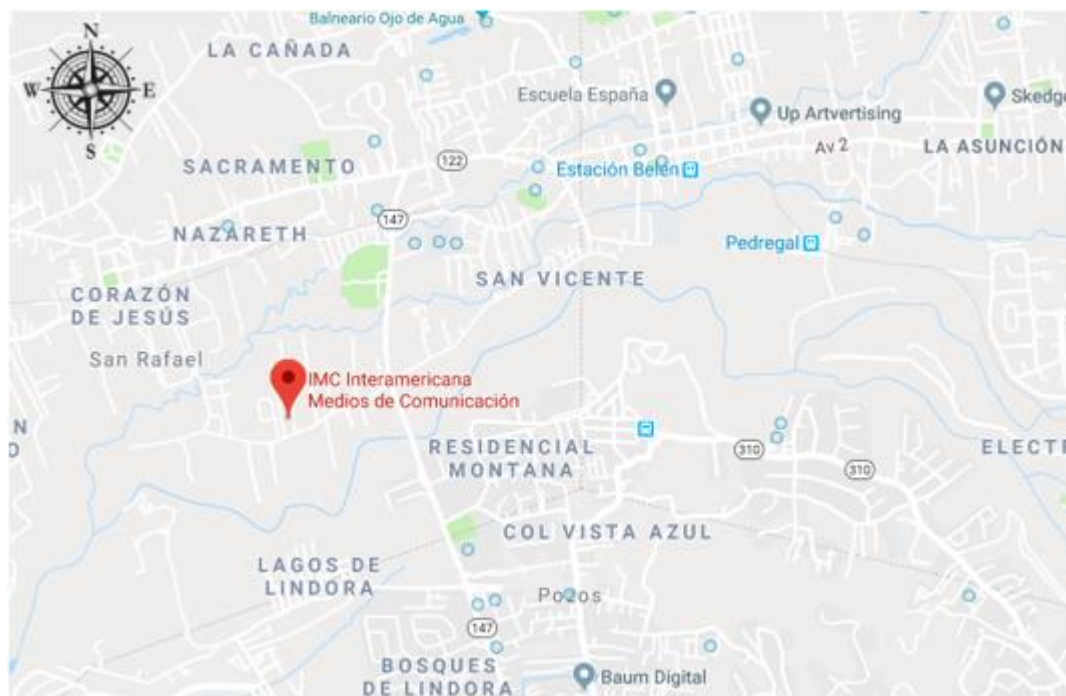 N
Balneario Ojo de Agua
LA CAÑADA
W
E
Escuela España
Up Artvertising
Skedge
S
Av 2
LA ASUNCIÓN
SACRAMENTO
122
Estación Belén
147
NAZARETH
Pedregal
SAN VICENTE
CORAZÓN
DE JESÚS
San Rafael
IMC Interamericana
Medios de Comunicación
N
O
RESIDENCIAL
MONTANA
310
ELECTR
310
COL VISTA AZUL
LAGOS DE
LINDORA
Pozos
147
BOSQUES
DE LINDORA
Baum Digital